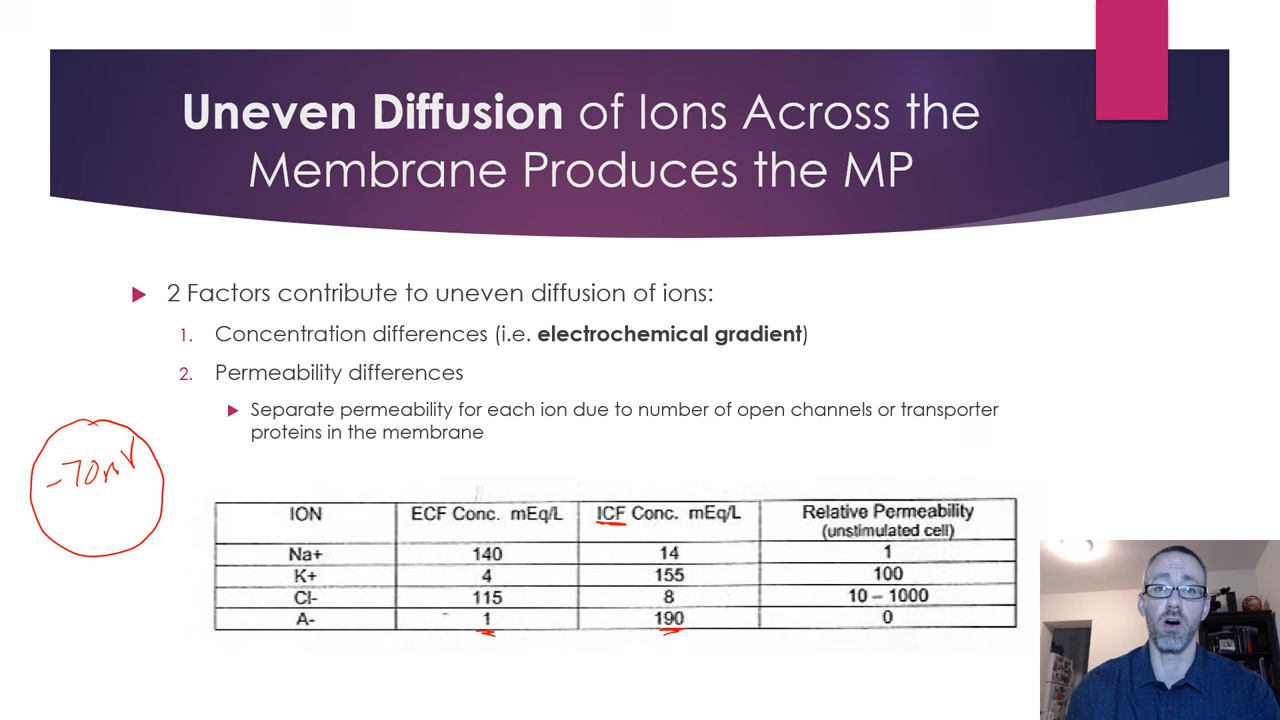 Uneven Diffusion of Ions Across the
Membrane Produces the MP
2 Factors contribute to uneven diffusion of ions:
1. Concentration differences (i.e. electrochemical gradient)
2. Permeability differences
Separate permeability for each ion due to number of open channels or transporter
proteins in the membrane
-70mV
ION ECF Conc. mEq/L ICF Conc. mEq/L Relative Permeability
(unstimulated cell)
Na+ 140 14 1
K+ 4 155 100
Cl- 115 8 10 – 1000
A- 1 190 0